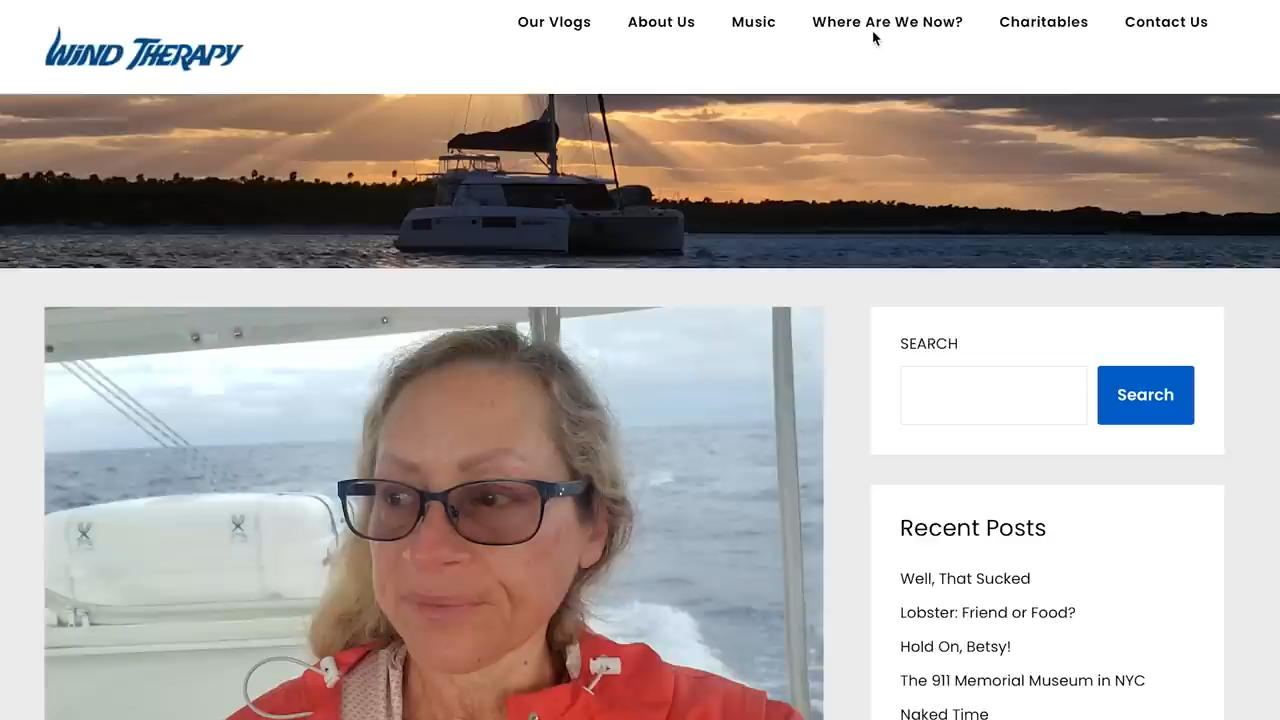 Our Vlogs About Us Music Where Are We Now? Charitables Contact Us
WIND THERAPY
SEARCH
Search
Recent Posts
Well, That Sucked
Lobster: Friend or Food?
Hold On, Betsy!
The 911 Memorial Museum in NYC
Naked Time